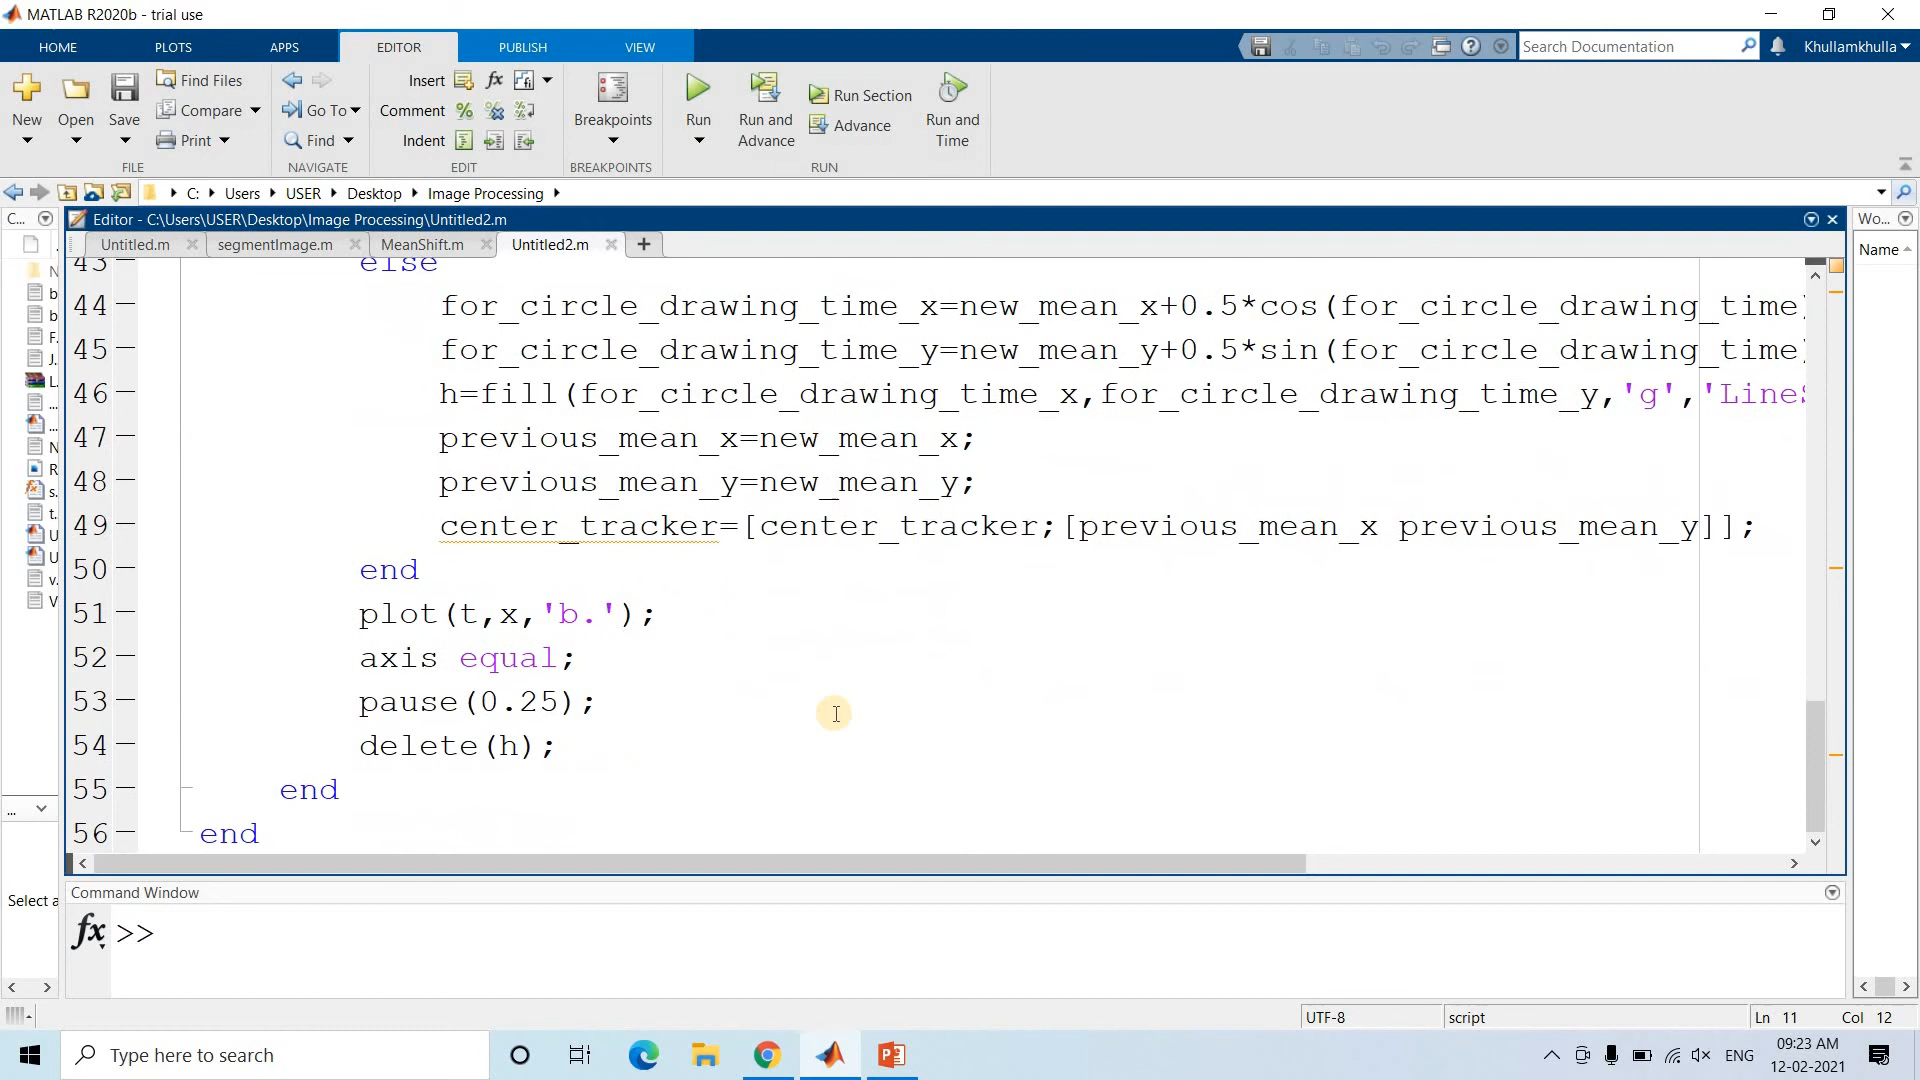 MATLAB R2020b - trial use
HOME PLOTS APPS EDITOR PUBLISH VIEW
Search Documentation
Khullamkhulla
New Open Save
Find Files
Compare
Print
FILE
Go To
Find
NAVIGATE
Insert
Comment
Indent
EDIT
Breakpoints
BREAKPOINTS
Run
Run and Advance
Run Section
Advance
Run and Time
RUN
C: Users USER Desktop Image Processing
C...
Editor - C:\Users\USER\Desktop\Image Processing\Untitled2.m
Wo...
Untitled.m segmentImage.m MeanShift.m Untitled2.m
Name
43 else
44 for_circle_drawing_time_x=new_mean_x+0.5*cos(for_circle_drawing_time)
45 for_circle_drawing_time_y=new_mean_y+0.5*sin(for_circle_drawing_time)
46 h=fill(for_circle_drawing_time_x,for_circle_drawing_time_y,'g','Line
47 previous_mean_x=new_mean_x;
48 previous_mean_y=new_mean_y;
49 center_tracker=[center_tracker;[previous_mean_x previous_mean_y]];
50 end
51 plot(t,x,'b.');
52 axis equal;
53 pause(0.25);
54 delete(h);
55 end
56 end
Select a
Command Window
fx >>
UTF-8 script Ln 11 Col 12
Type here to search
ENG
09:23 AM
12-02-2021